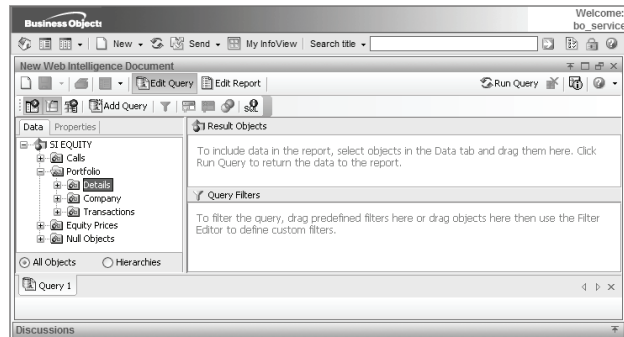 Business Objects
Welcome:
bo_service
New Send My InfoView Search title
New Web Intelligence Document
Edit Query Edit Report Run Query
Add Query
Data Properties
Result Objects
SI EQUITY
Calls
Portfolio
Details
Company
Transactions
Equity Prices
Null Objects
To include data in the report, select objects in the Data tab and drag them here. Click
Run Query to return the data to the report.
Query Filters
To filter the query, drag predefined filters here or drag objects here then use the Filter
Editor to define custom filters.
All Objects Hierarchies
Query 1
Discussions